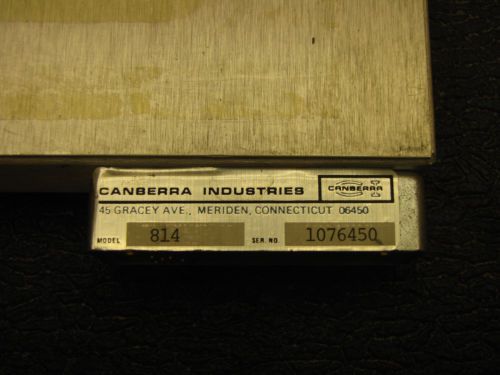 CANBERRA INDUSTRIES CANBERRA
45 GRACEY AVE., MERIDEN, CONNECTICUT 06450
MODEL 814 SER. NO. 1076450